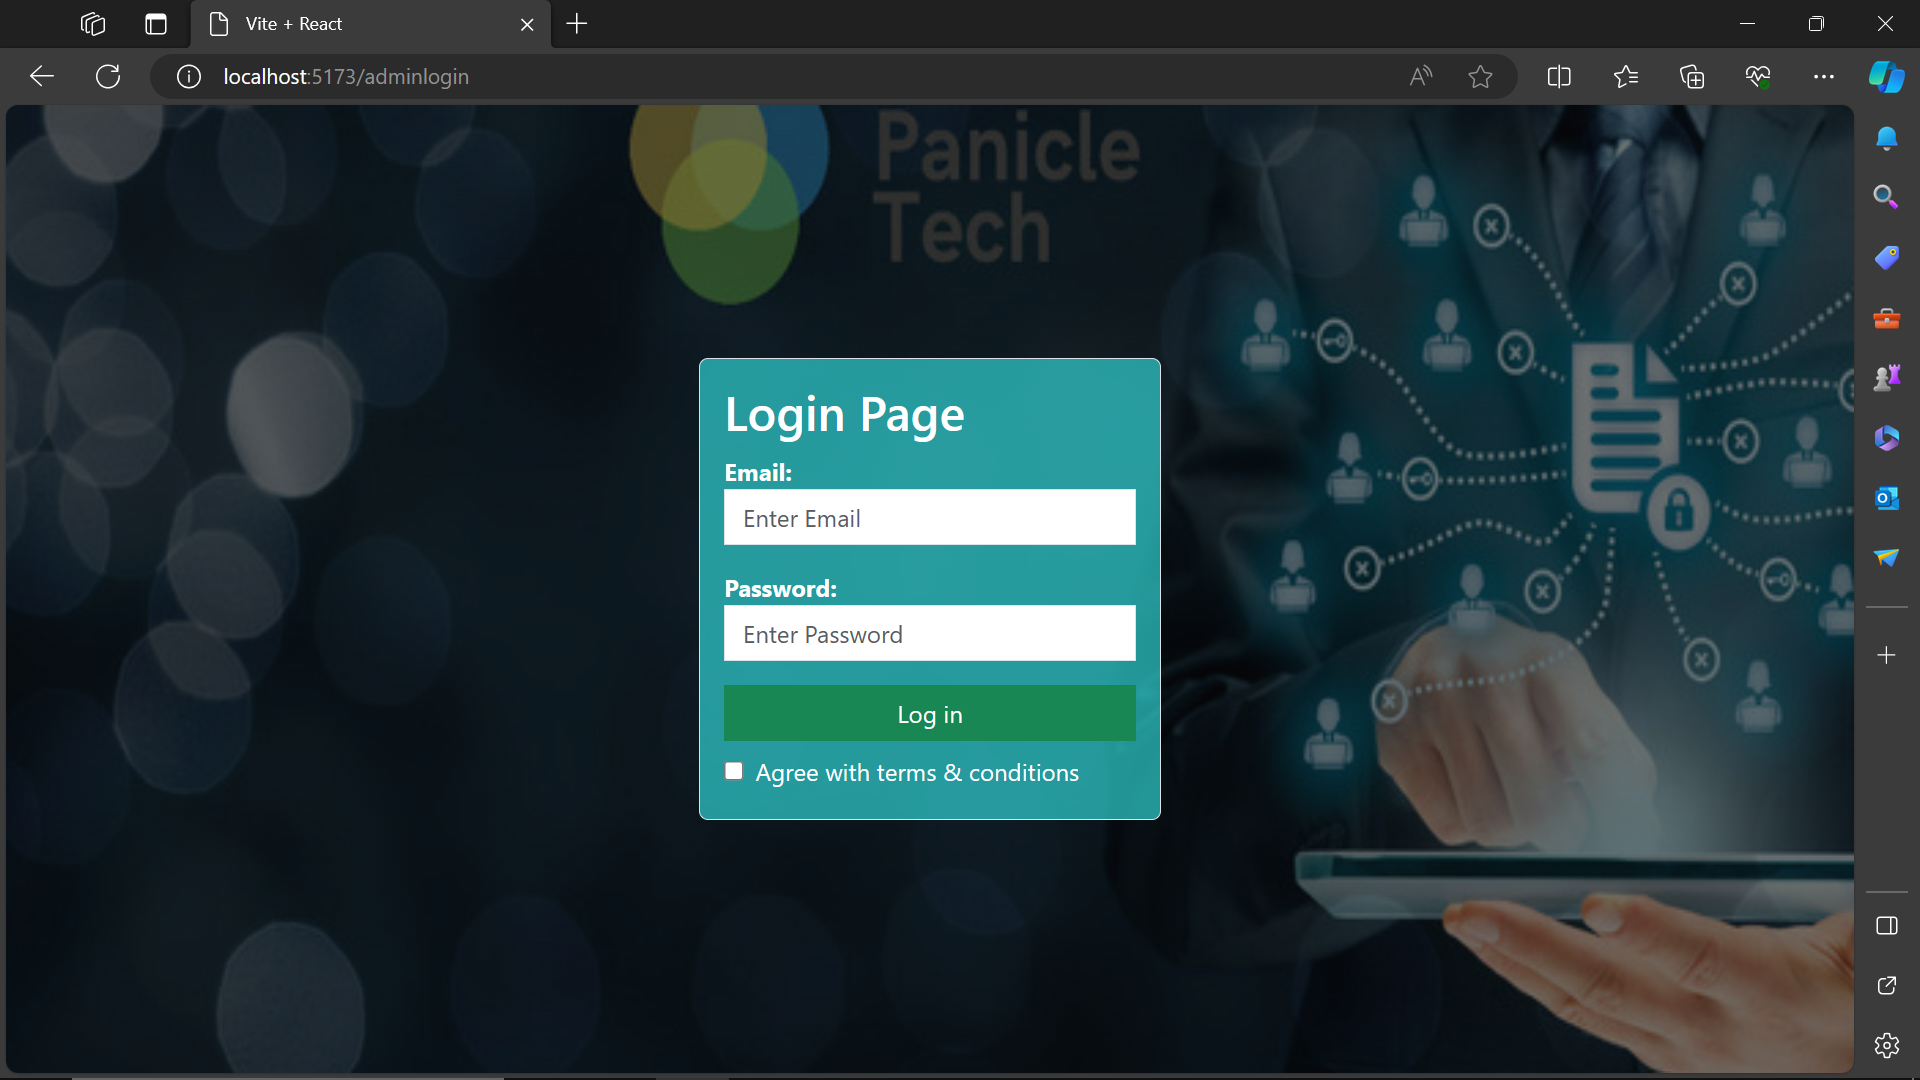 Vite + React
localhost:5173/adminlogin
Panicle
Tech
Login Page
Email:
Enter Email
Password:
Enter Password
Log in
Agree with terms & conditions